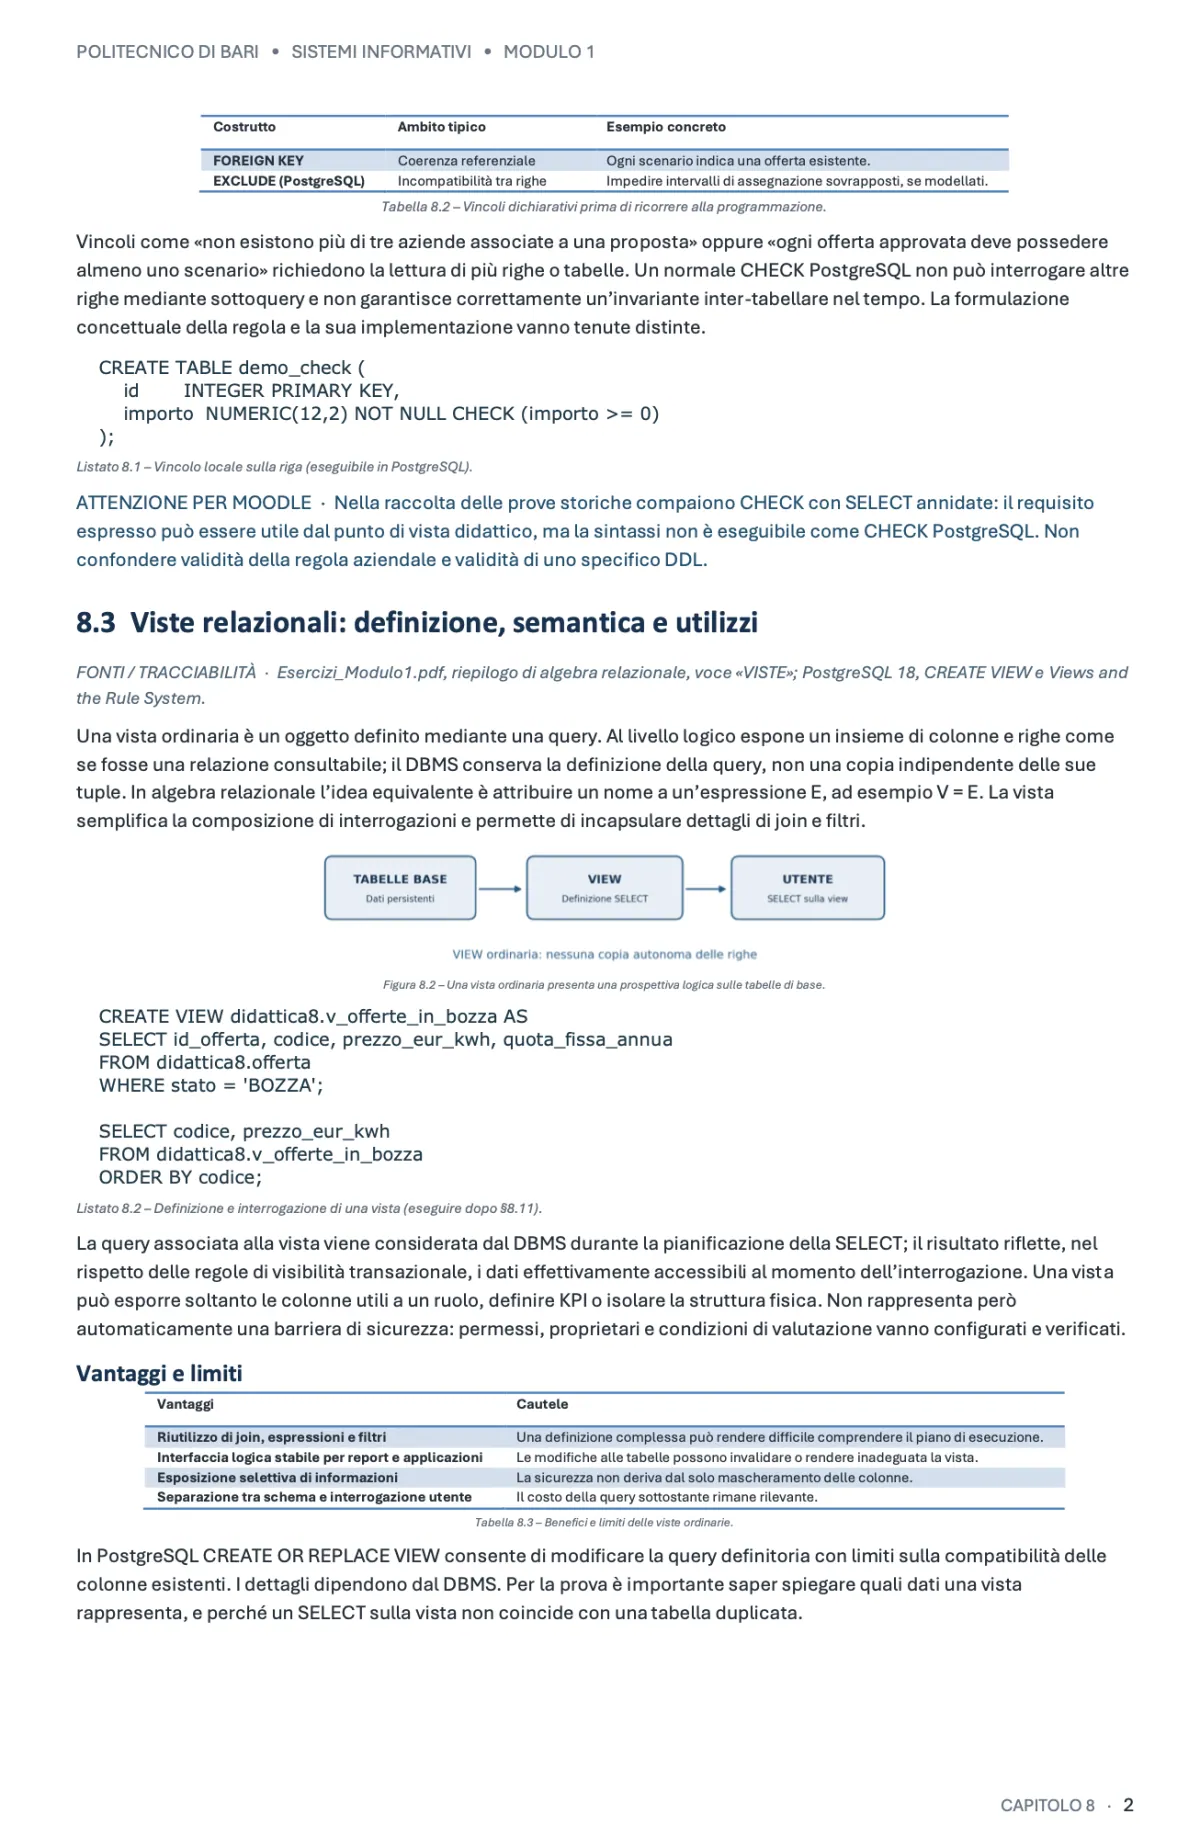 POLITECNICO DI BARI • SISTEMI INFORMATIVI • MODULO 1
Costrutto Ambito tipico Esempio concreto
FOREIGN KEY Coerenza referenziale Ogni scenario indica una offerta esistente.
EXCLUDE (PostgreSQL) Incompatibilità tra righe Impedire intervalli di assegnazione sovrapposti, se modellati.
Tabella 8.2 – Vincoli dichiarativi prima di ricorrere alla programmazione.
Vincoli come «non esistono più di tre aziende associate a una proposta» oppure «ogni offerta approvata deve possedere
almeno uno scenario» richiedono la lettura di più righe o tabelle. Un normale CHECK PostgreSQL non può interrogare altre
righe mediante sottoquery e non garantisce correttamente un’invariante inter-tabellare nel tempo. La formulazione
concettuale della regola e la sua implementazione vanno tenute distinte.
CREATE TABLE demo_check (
id INTEGER PRIMARY KEY,
importo NUMERIC(12,2) NOT NULL CHECK (importo >= 0)
);
Listato 8.1 – Vincolo locale sulla riga (eseguibile in PostgreSQL).
ATTENZIONE PER MOODLE · Nella raccolta delle prove storiche compaiono CHECK con SELECT annidate: il requisito
espresso può essere utile dal punto di vista didattico, ma la sintassi non è eseguibile come CHECK PostgreSQL. Non
confondere validità della regola aziendale e validità di uno specifico DDL.
8.3 Viste relazionali: definizione, semantica e utilizzi
FONTI / TRACCIABILITÀ · Esercizi_Modulo1.pdf, riepilogo di algebra relazionale, voce «VISTE»; PostgreSQL 18, CREATE VIEW e Views and
the Rule System.
Una vista ordinaria è un oggetto definito mediante una query. Al livello logico espone un insieme di colonne e righe come
se fosse una relazione consultabile; il DBMS conserva la definizione della query, non una copia indipendente delle sue
tuple. In algebra relazionale l’idea equivalente è attribuire un nome a un’espressione E, ad esempio V = E. La vista
semplifica la composizione di interrogazioni e permette di incapsulare dettagli di join e filtri.
TABELLE BASE VIEW UTENTE
Dati persistenti Definizione SELECT SELECT sulla view
VIEW ordinaria: nessuna copia autonoma delle righe
Figura 8.2 – Una vista ordinaria presenta una prospettiva logica sulle tabelle di base.
CREATE VIEW didattica8.v_offerte_in_bozza AS
SELECT id_offerta, codice, prezzo_eur_kwh, quota_fissa_annua
FROM didattica8.offerta
WHERE stato = 'BOZZA';
SELECT codice, prezzo_eur_kwh
FROM didattica8.v_offerte_in_bozza
ORDER BY codice;
Listato 8.2 – Definizione e interrogazione di una vista (eseguire dopo §8.11).
La query associata alla vista viene considerata dal DBMS durante la pianificazione della SELECT; il risultato riflette, nel
rispetto delle regole di visibilità transazionale, i dati effettivamente accessibili al momento dell’interrogazione. Una vista
può esporre soltanto le colonne utili a un ruolo, definire KPI o isolare la struttura fisica. Non rappresenta però
automaticamente una barriera di sicurezza: permessi, proprietari e condizioni di valutazione vanno configurati e verificati.
Vantaggi e limiti
Vantaggi Cautele
Riutilizzo di join, espressioni e filtri Una definizione complessa può rendere difficile comprendere il piano di esecuzione.
Interfaccia logica stabile per report e applicazioni Le modifiche alle tabelle possono invalidare o rendere inadeguata la vista.
Esposizione selettiva di informazioni La sicurezza non deriva dal solo mascheramento delle colonne.
Separazione tra schema e interrogazione utente Il costo della query sottostante rimane rilevante.
Tabella 8.3 – Benefici e limiti delle viste ordinarie.
In PostgreSQL CREATE OR REPLACE VIEW consente di modificare la query definitoria con limiti sulla compatibilità delle
colonne esistenti. I dettagli dipendono dal DBMS. Per la prova è importante saper spiegare quali dati una vista
rappresenta, e perché un SELECT sulla vista non coincide con una tabella duplicata.
CAPITOLO 8 · 2